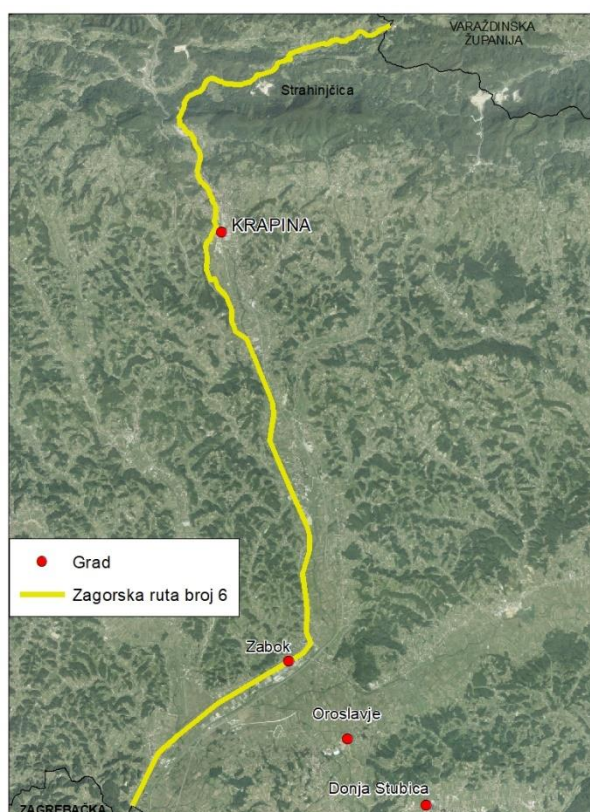 VARAŽDINSKA
ŽUPANIJA
Strahinjčica
KRAPINA
Grad
Zagorska ruta broj 6
Zabok
Oroslavje
Donja Stubica
ZAGREBAČKA